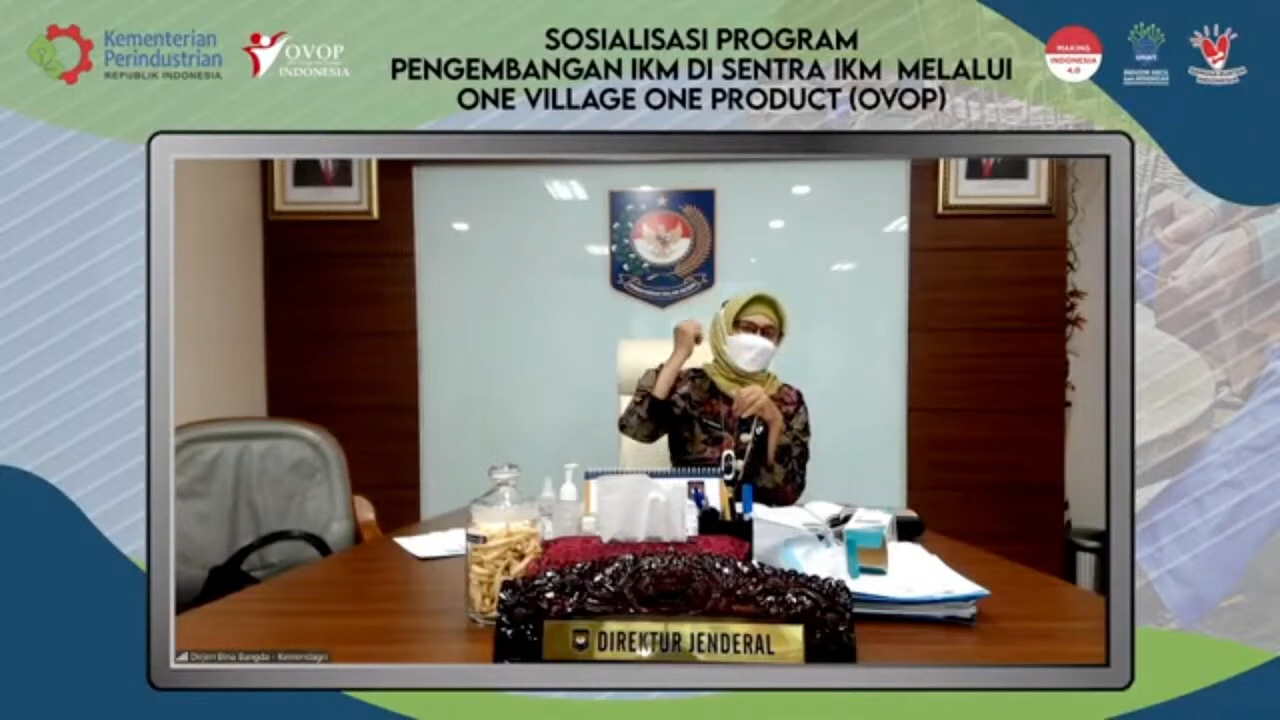 Kementerian
Perindustrian
REPUBLIK INDONESIA
OVOP
INDONESIA
SOSIALISASI PROGRAM
PENGEMBANGAN IKM DI SENTRA IKM MELALUI
ONE VILLAGE ONE PRODUCT (OVOP)
MAKING
INDONESIA
4.0
DIREKTUR JENDERAL
Dirjen Bina Bangda - Kemendagri